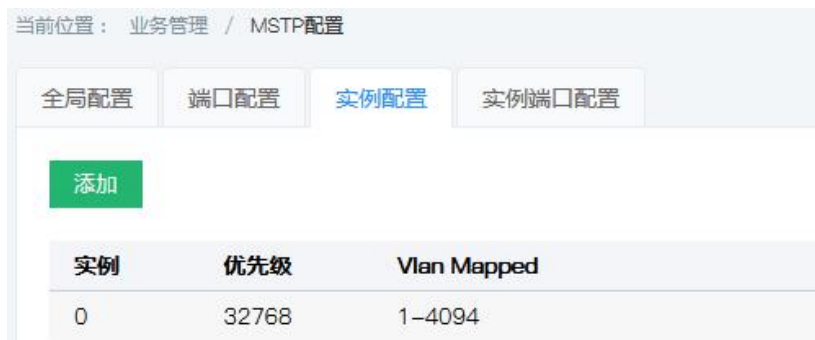 当前位置： 业务管理 / MSTP配置
全局配置 端口配置 实例配置 实例端口配置
添加
实例 优先级 Vlan Mapped
0 32768 1-4094